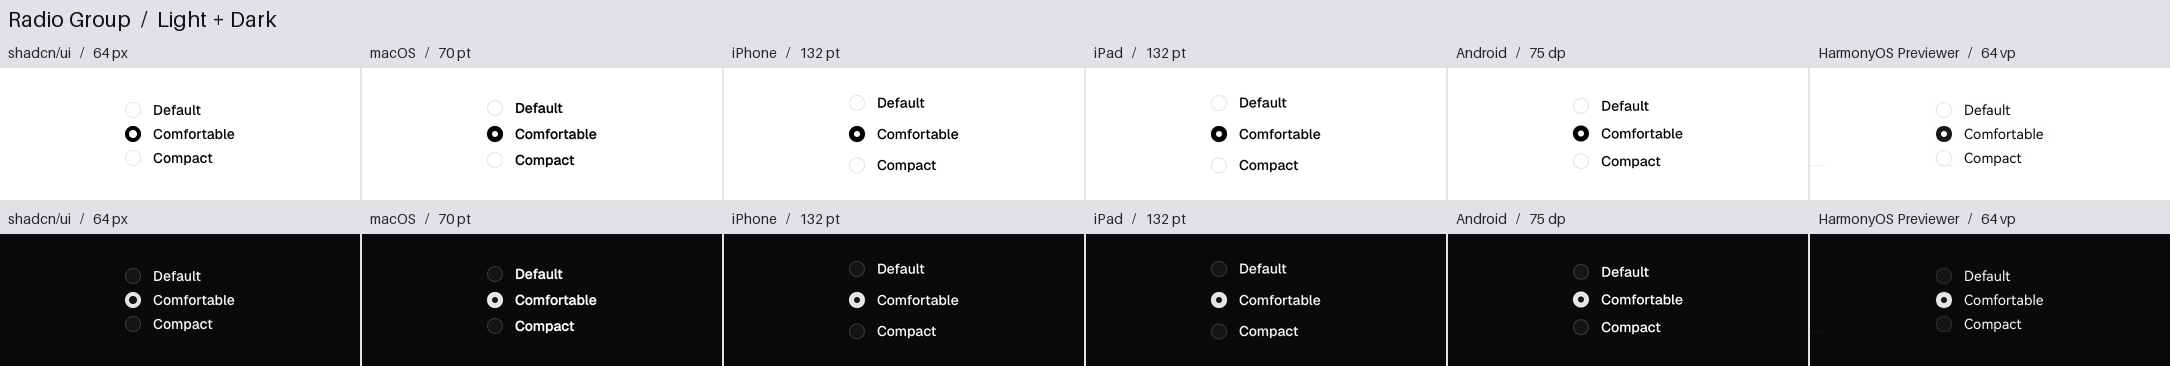 Radio Group / Light + Dark
shadcn/ui / 64 px
macOS / 70 pt
iPhone / 132 pt
iPad / 132 pt
Android / 75 dp
HarmonyOS Previewer / 64 vp
Default
Comfortable
Compact
Default
Comfortable
Compact
Default
Comfortable
Compact
Default
Comfortable
Compact
Default
Comfortable
Compact
Default
Comfortable
Compact
shadcn/ui / 64 px
macOS / 70 pt
iPhone / 132 pt
iPad / 132 pt
Android / 75 dp
HarmonyOS Previewer / 64 vp
Default
Comfortable
Compact
Default
Comfortable
Compact
Default
Comfortable
Compact
Default
Comfortable
Compact
Default
Comfortable
Compact
Default
Comfortable
Compact